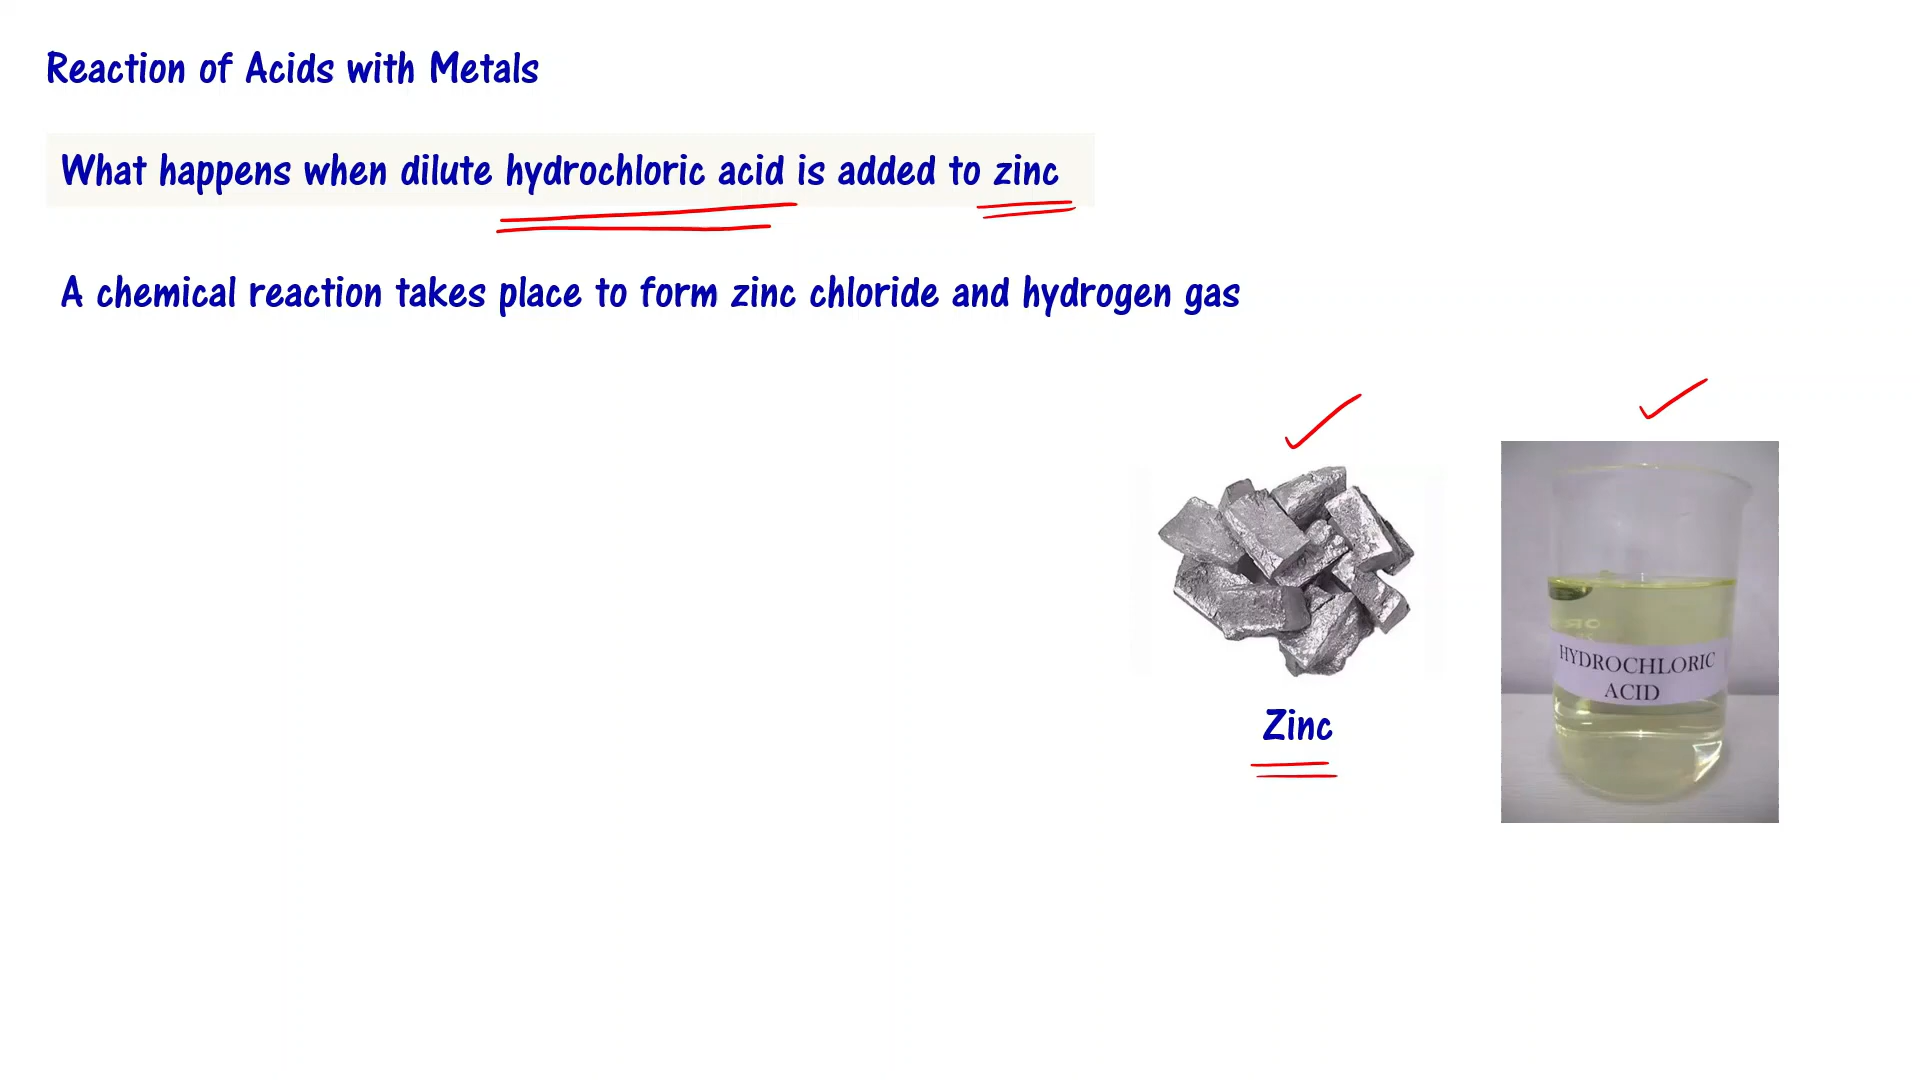 Reaction of Acids with Metals
What happens when dilute hydrochloric acid is added to zinc
A chemical reaction takes place to form zinc chloride and hydrogen gas
Zinc
HYDROCHLORIC
ACID